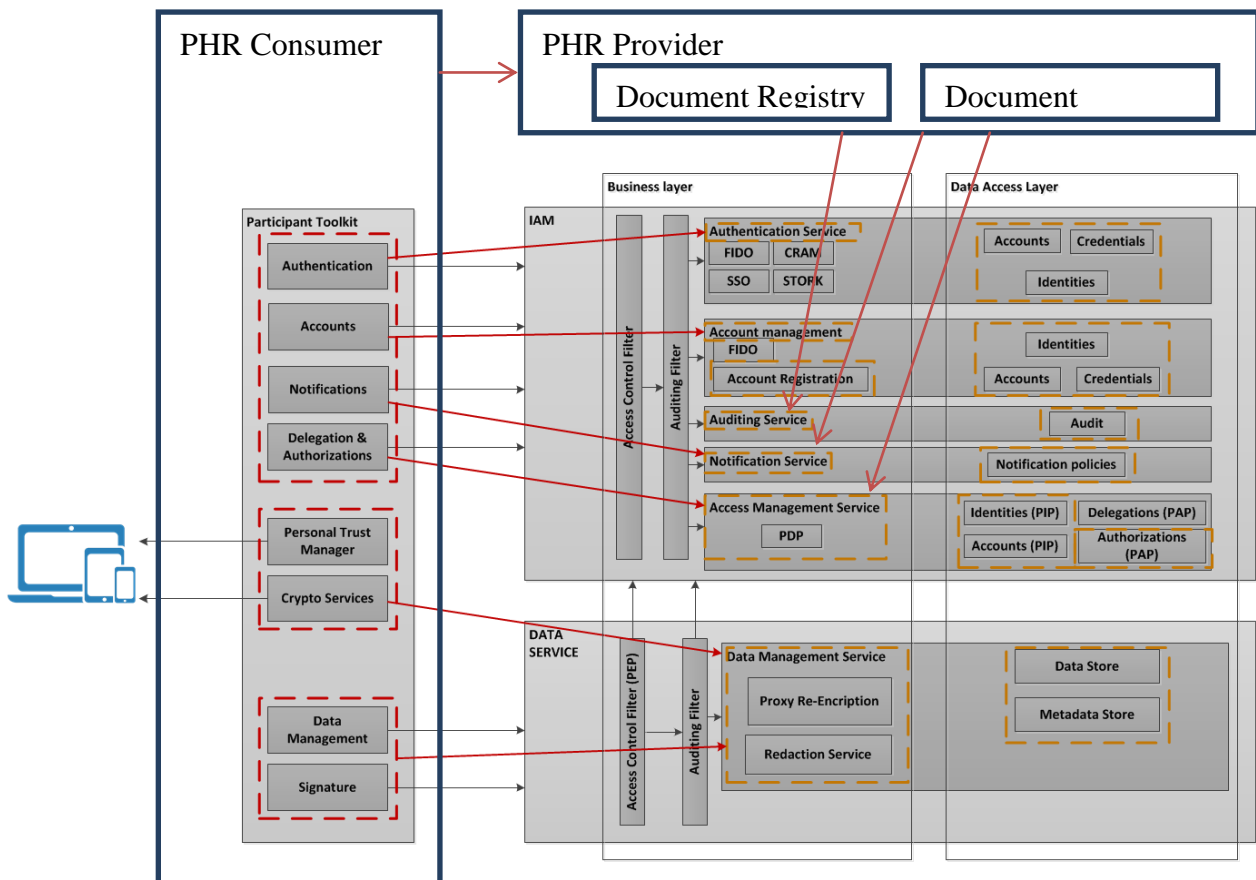 PHR Consumer
PHR Provider
Document Registry
Document
Business layer
Data Access Layer
Participant Toolkit
Authentication
Accounts
Notifications
Delegation &
Authorizations
Personal Trust
Manager
Crypto Services
Data
Management
Signature
IAM
Access Control Filter
Auditing Filter
Authentication Service
FIDO
CRAM
SSO
STORK
Accounts
Credentials
Identities
Account management
FIDO
Account Registration
Identities
Accounts
Credentials
Auditing Service
Audit
Notification Service
Notification policies
Access Management Service
PDP
Identities (PIP)
Delegations (PAP)
Accounts (PIP)
Authorizations
(PAP)
DATA
SERVICE
Access Control Filter (PEP)
Auditing Filter
Data Management Service
Proxy Re-Encription
Redaction Service
Data Store
Metadata Store